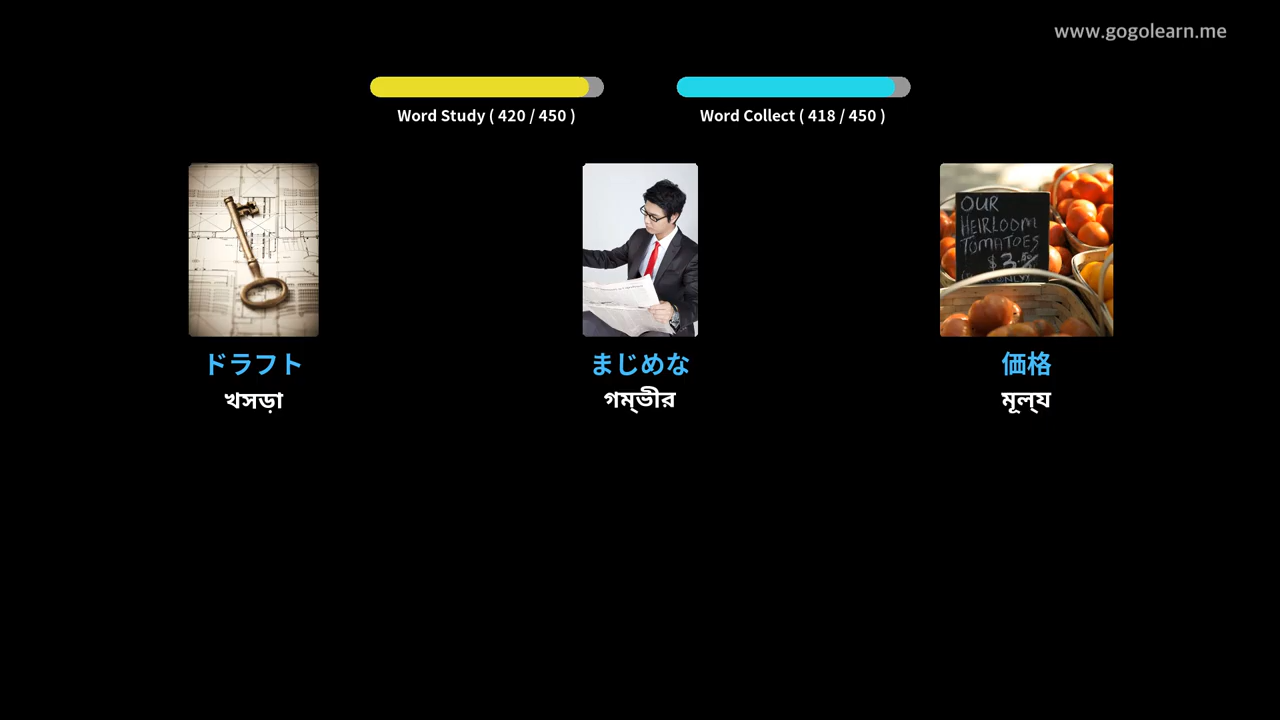 www.gogolearn.me
Word Study ( 420 / 450 )
Word Collect ( 418 / 450 )
OUR
HEIRLOOM
TOMATOES
ドラフト
まじめな
価格
খসড়া
গম্‌ভীর
মূল্‌য